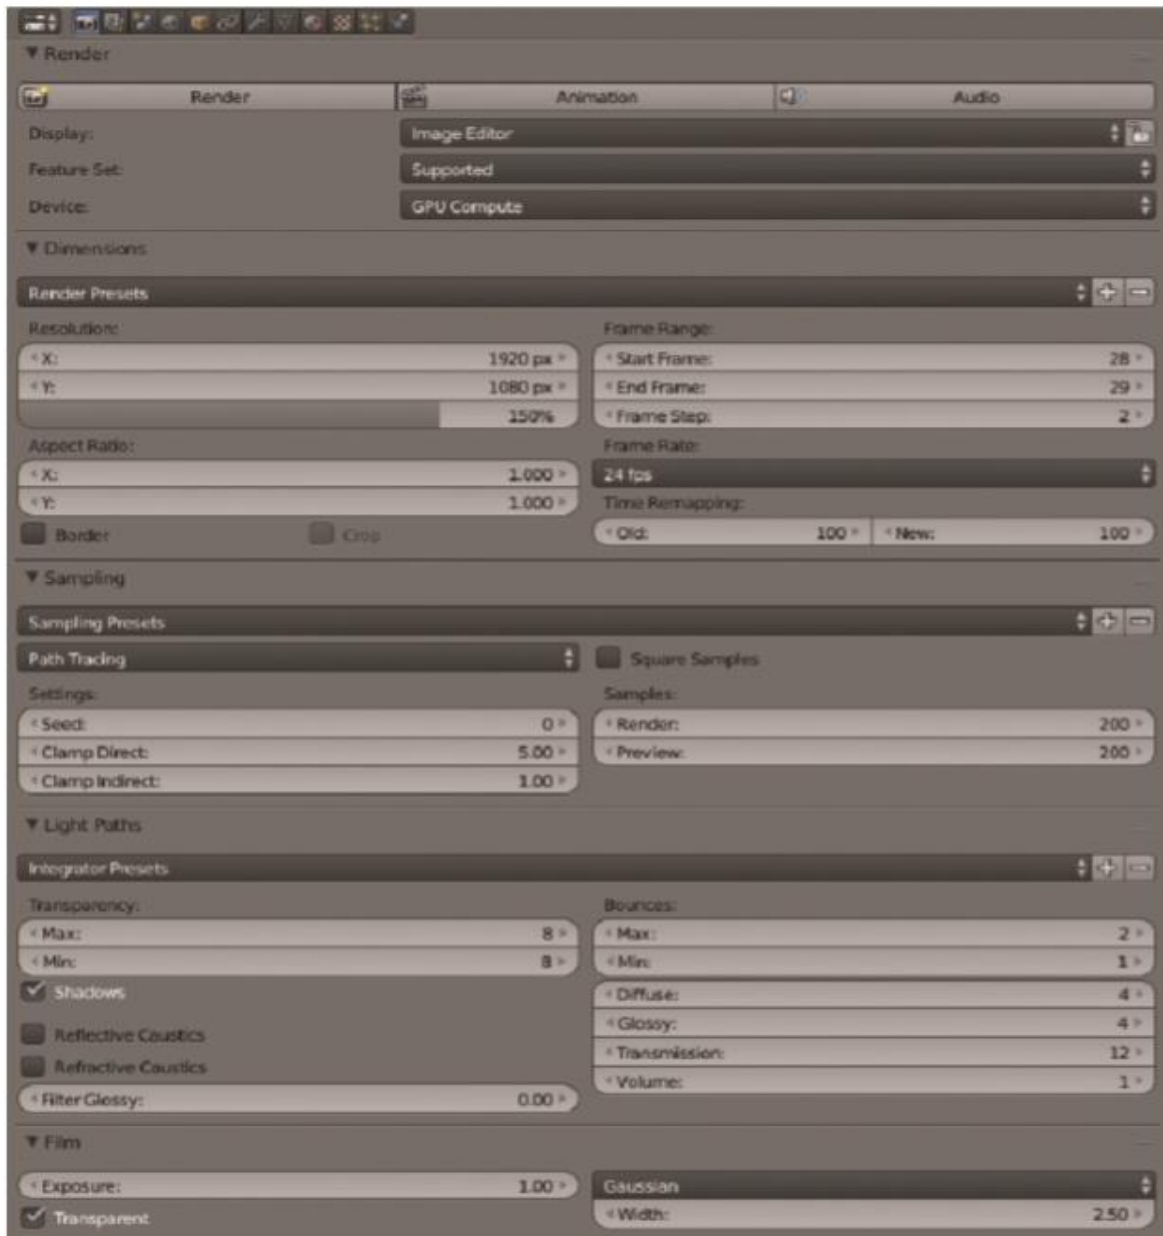 Render
Render Animation Audio
Display: Image Editor
Feature Set: Supported
Device: GPU Compute
Dimensions
Render Presets
Resolution: Frame Range:
X: 1920 px Start Frame: 28
Y: 1080 px End Frame: 29
150% Frame Step: 2
Aspect Ratio: Frame Rate:
X: 1.000 24 fps
Y: 1.000 Time Remapping:
Border Crop Old: 100 New: 100
Sampling
Sampling Presets
Path Tracing Square Samples
Settings: Samples:
Seed: 0 Render: 200
Clamp Direct: 5.00 Preview: 200
Clamp Indirect: 1.00
Light Paths
Integrator Presets
Transparency: Bounces:
Max: 8 Max: 2
Min: 8 Min: 1
Shadows Diffuse: 4
Reflective Caustics Glossy: 4
Refractive Caustics Transmission: 12
Filter Glossy: 0.00 Volume: 1
Film
Exposure: 1.00 Gaussian
Transparent Width: 2.50